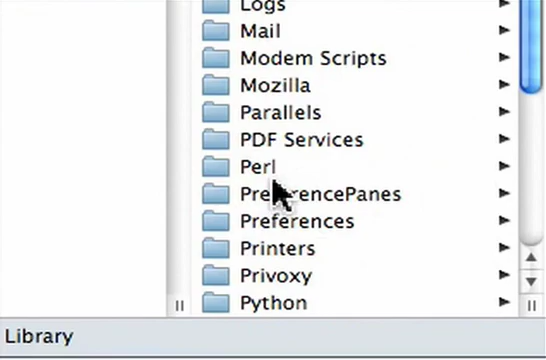 Logs
Mail
Modem Scripts
Mozilla
Parallels
PDF Services
Perl
PreferencePanes
Preferences
Printers
Privoxy
Python
Library